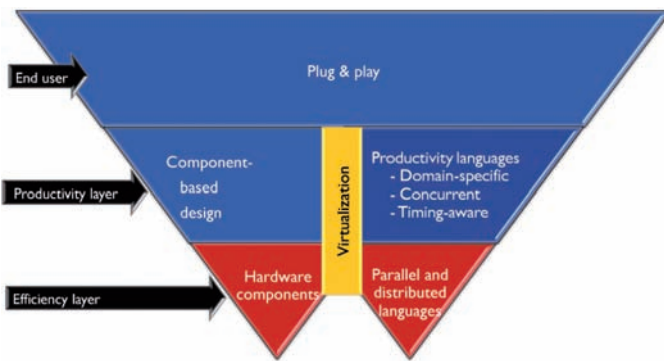 Plug & play
End user
Component-
based
design
Productivity languages
- Domain-specific
- Concurrent
- Timing-aware
Virtualization
Productivity layer
Hardware
components
Parallel and
distributed
languages
Efficiency layer